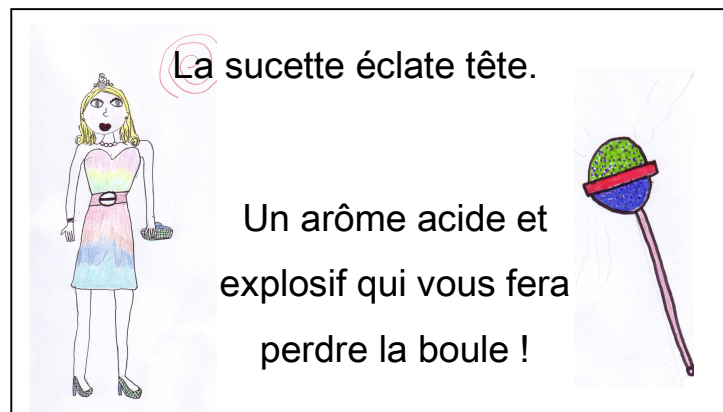 La sucette éclate tête.
Un arôme acide et
explosif qui vous fera
perdre la boule !